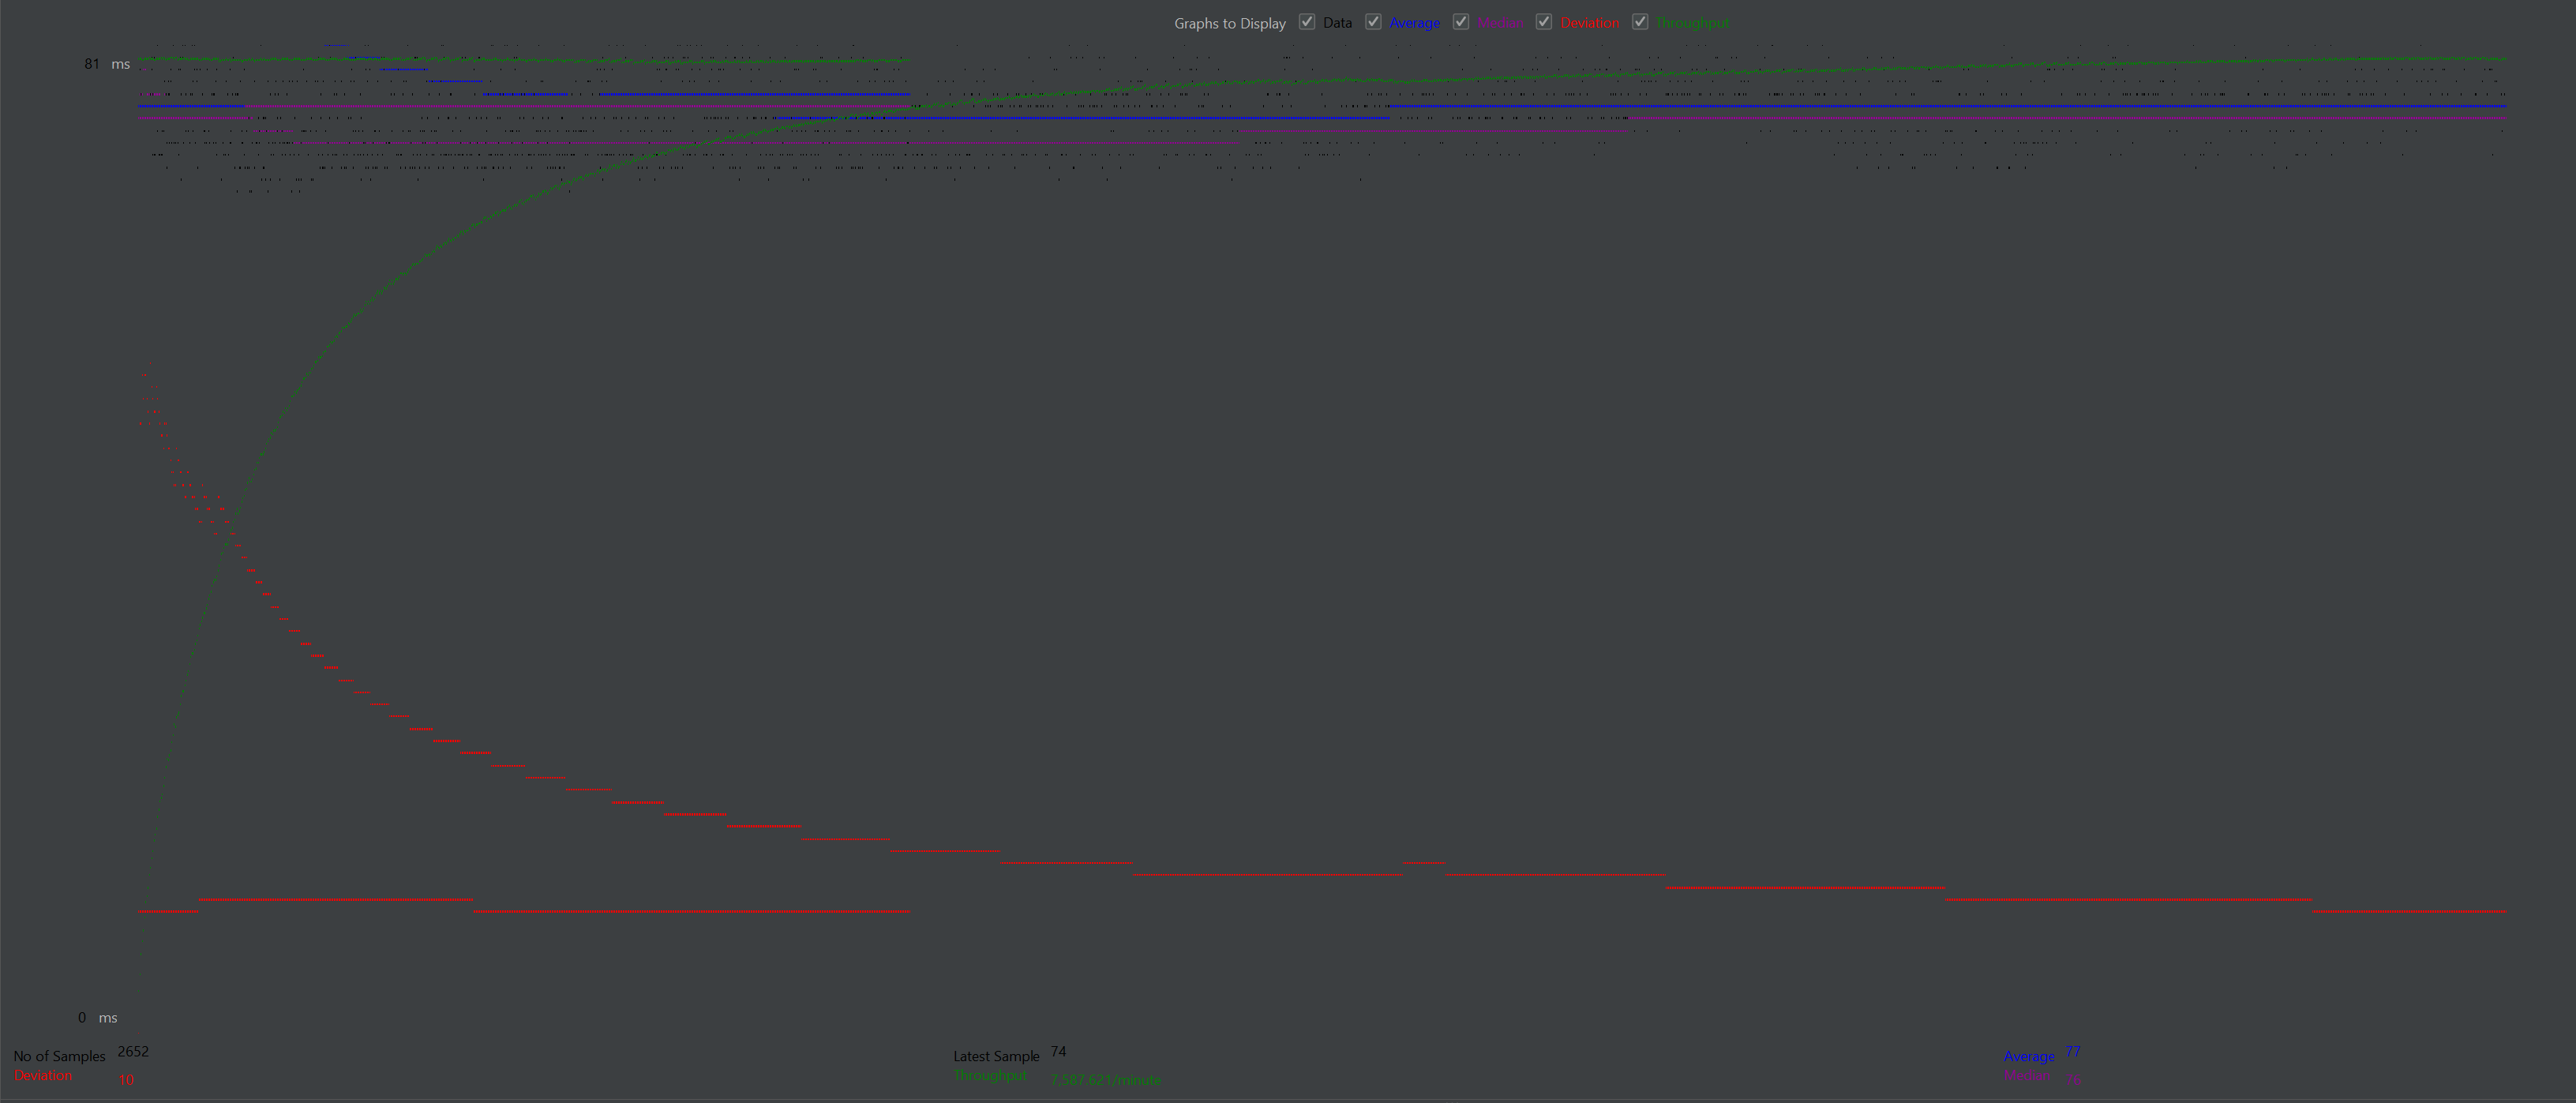 Graphs to Display Data Average Median Deviation Throughput
81 ms
0 ms
No of Samples 2652 Latest Sample 74 Average 77
Deviation 10 Throughput 7,587.621/minute Median 76